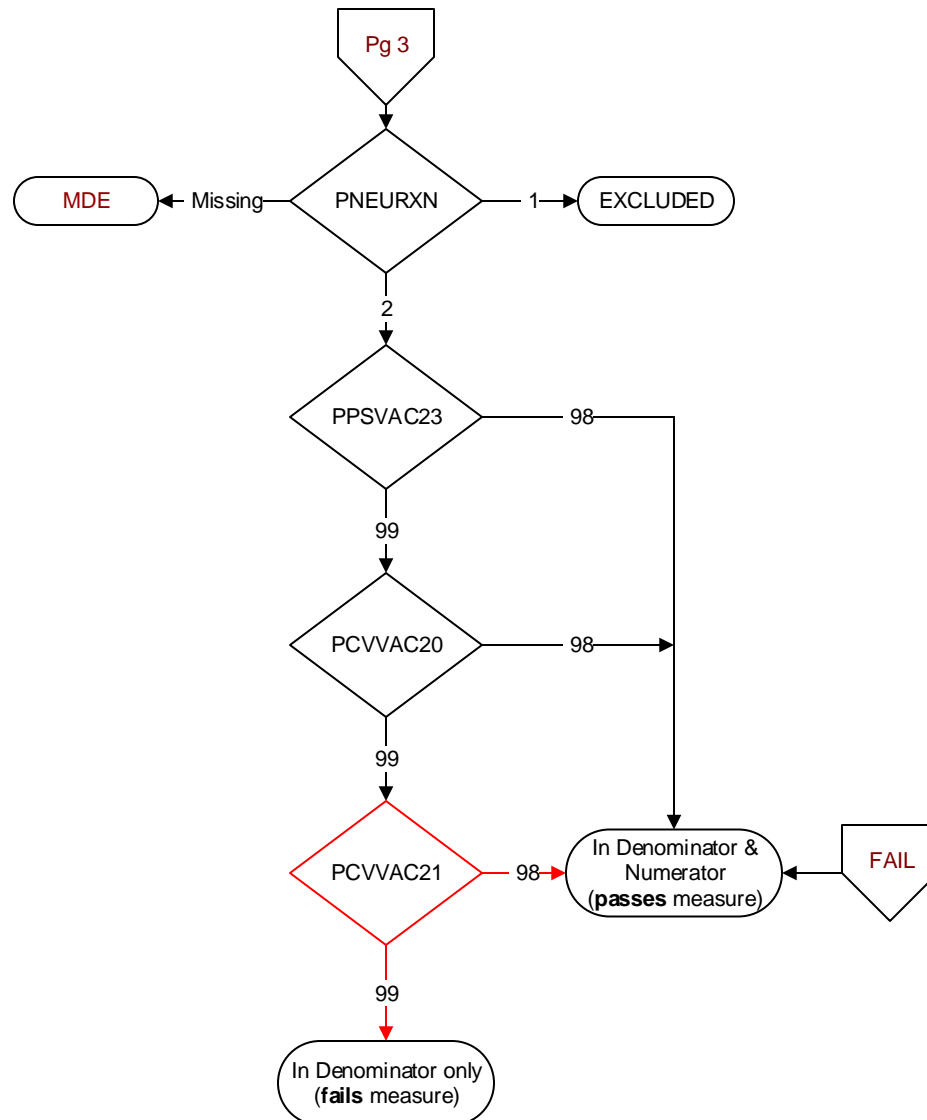 Pg 3
MDE
Missing
PNEURXN
1
EXCLUDED
2
PPSVAC23
98
99
PCVVAC20
98
99
PCVVAC21
98
In Denominator &
Numerator
(passes measure)
FAIL
99
In Denominator only
(fails measure)